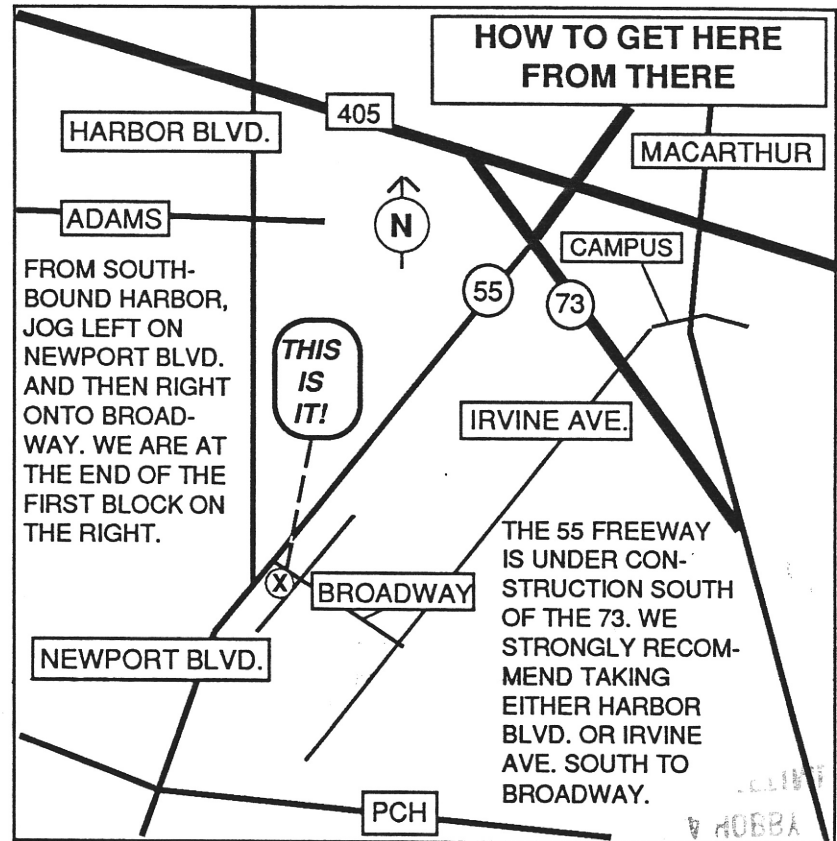 HOW TO GET HERE
FROM THERE
405
HARBOR BLVD.
MACARTHUR
ADAMS
N
CAMPUS
55
73
FROM SOUTH-
BOUND HARBOR,
JOG LEFT ON
NEWPORT BLVD.
AND THEN RIGHT
ONTO BROAD-
WAY. WE ARE AT
THE END OF THE
FIRST BLOCK ON
THE RIGHT.
THIS
IS
IT!
IRVINE AVE.
X
BROADWAY
NEWPORT BLVD.
THE 55 FREEWAY
IS UNDER CON-
STRUCTION SOUTH
OF THE 73. WE
STRONGLY RECOM-
MEND TAKING
EITHER HARBOR
BLVD. OR IRVINE
AVE. SOUTH TO
BROADWAY.
PCH
HOBBY